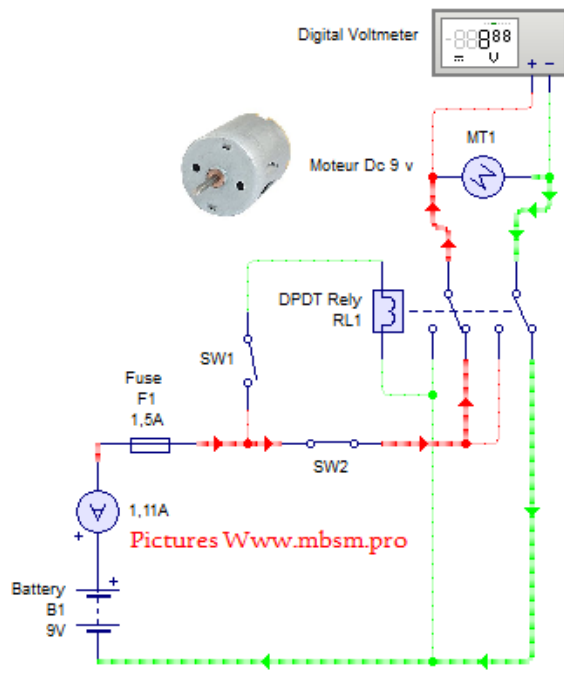 Digital Voltmeter
-88888
V
+ −
MT1
Moteur Dc 9 v
DPDT Rely
RL1
SW1
Fuse
F1
1,5A
SW2
A
1,11A
+
Pictures Www.mbsm.pro
+
Battery
B1
9V